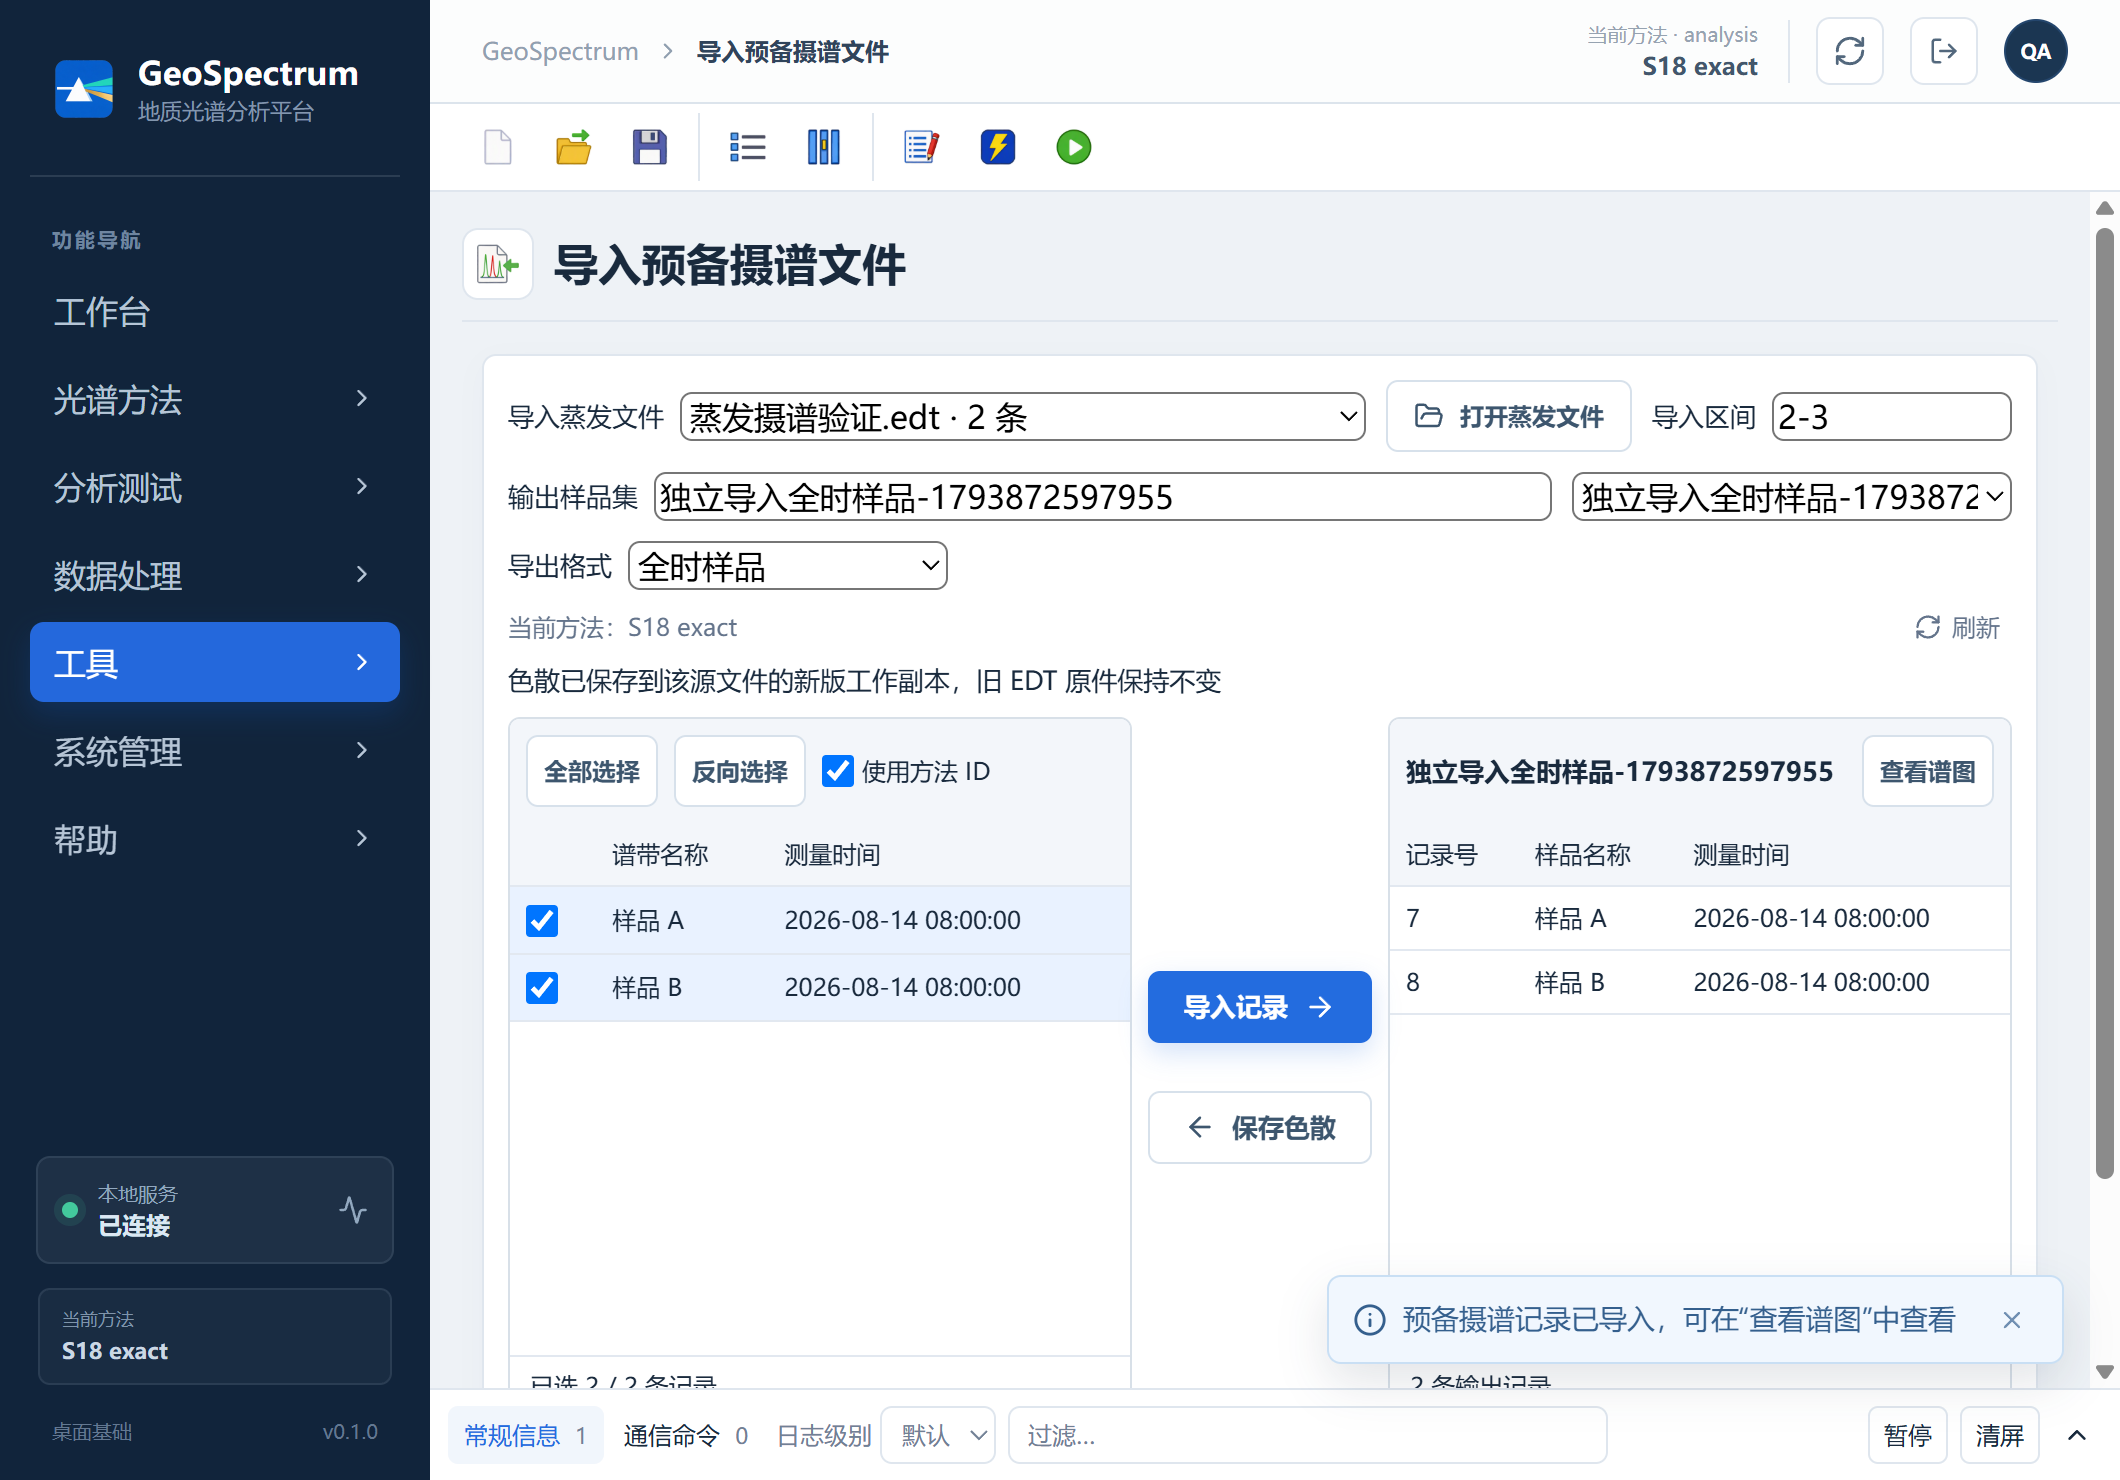 GeoSpectrum
地质光谱分析平台
功能导航
工作台
光谱方法
分析测试
数据处理
工具
系统管理
帮助
本地服务
已连接
当前方法
S18 exact
桌面基础 v0.1.0
GeoSpectrum > 导入预备摄谱文件
当前方法 · analysis
S18 exact
QA
导入预备摄谱文件
导入蒸发文件 蒸发摄谱验证.edt · 2 条 打开蒸发文件 导入区间 2-3
输出样品集 独立导入全时样品-1793872597955 独立导入全时样品-1793872
导出格式 全时样品
当前方法：S18 exact 刷新
色散已保存到该源文件的新版工作副本，旧 EDT 原件保持不变
全部选择 反向选择 使用方法 ID
谱带名称 测量时间
样品 A 2026-08-14 08:00:00
样品 B 2026-08-14 08:00:00
已选 2 / 2 条记录
导入记录 →
← 保存色散
独立导入全时样品-1793872597955 查看谱图
记录号 样品名称 测量时间
7 样品 A 2026-08-14 08:00:00
8 样品 B 2026-08-14 08:00:00
2 条输出记录
预备摄谱记录已导入，可在“查看谱图”中查看
常规信息 1 通信命令 0 日志级别 默认 过滤... 暂停 清屏